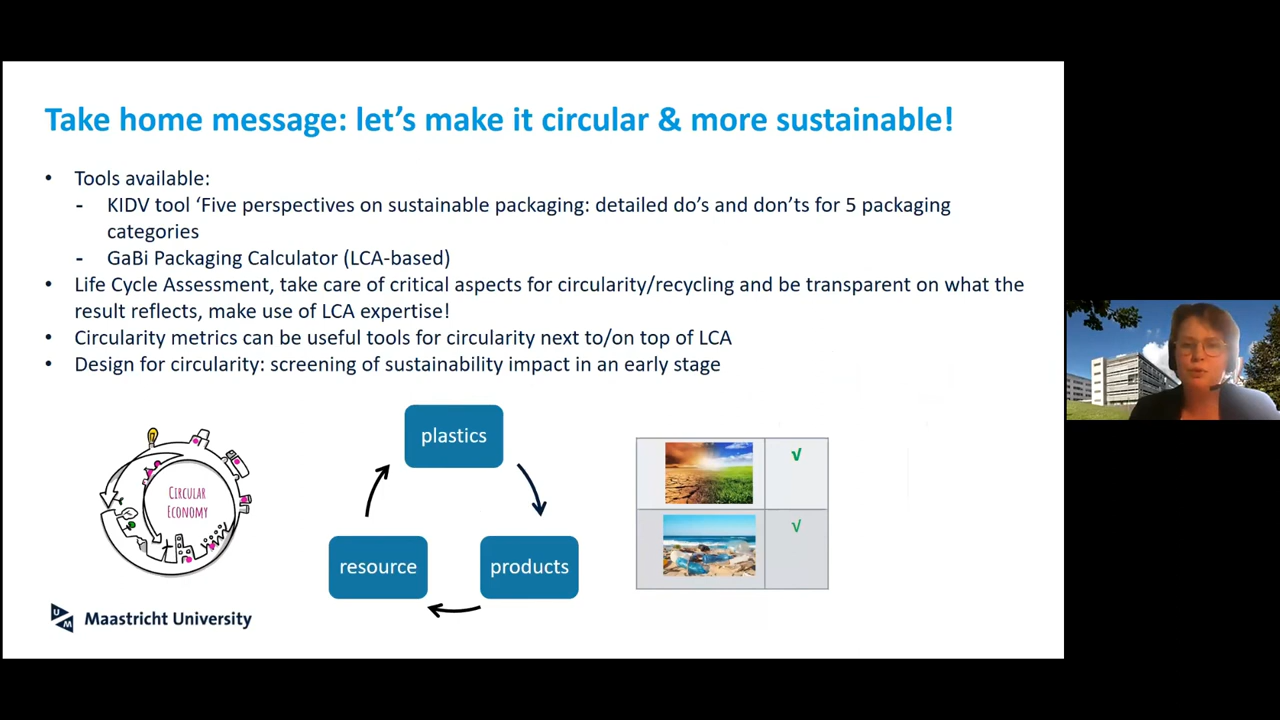 Take home message: let's make it circular & more sustainable!
• Tools available:
- KIDV tool ‘Five perspectives on sustainable packaging: detailed do’s and don’ts for 5 packaging
categories
- GaBi Packaging Calculator (LCA-based)
• Life Cycle Assessment, take care of critical aspects for circularity/recycling and be transparent on what the
result reflects, make use of LCA expertise!
• Circularity metrics can be useful tools for circularity next to/on top of LCA
• Design for circularity: screening of sustainability impact in an early stage
CIRCULAR
ECONOMY
plastics
resource
products
√
√
UM
Maastricht University